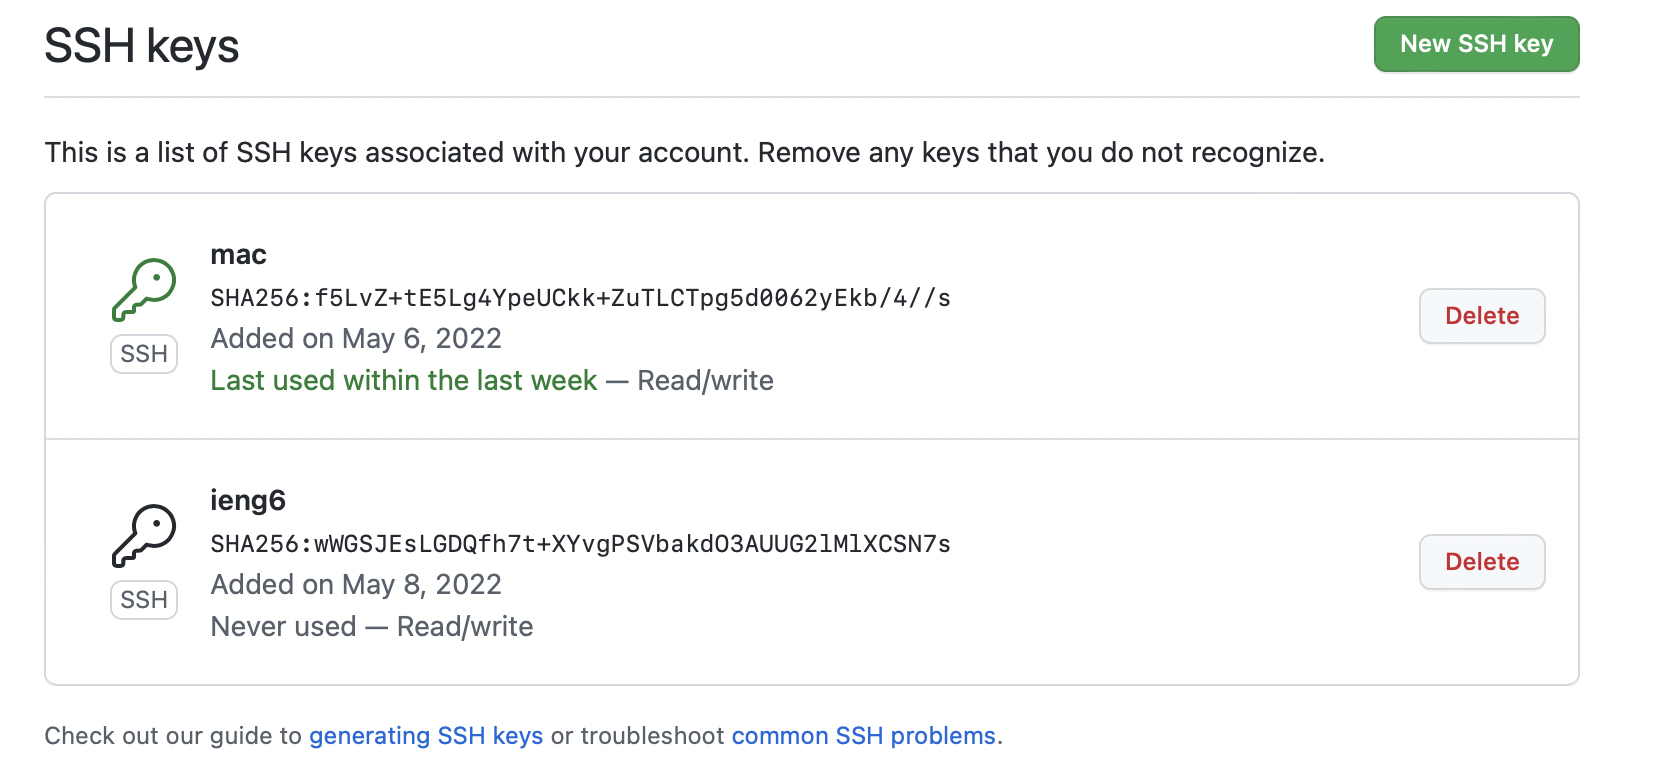 SSH keys
New SSH key
This is a list of SSH keys associated with your account. Remove any keys that you do not recognize.
mac
SHA256:f5LvZ+tE5Lg4YpeUCkk+ZuTLCTpg5d0062yEkb/4//s
Added on May 6, 2022
Last used within the last week — Read/write
SSH
Delete
ieng6
SHA256:wWGSJEsLGDQfh7t+XYvgPSVbakdO3AUUG2lMlXCSN7s
Added on May 8, 2022
Never used — Read/write
SSH
Delete
Check out our guide to generating SSH keys or troubleshoot common SSH problems.